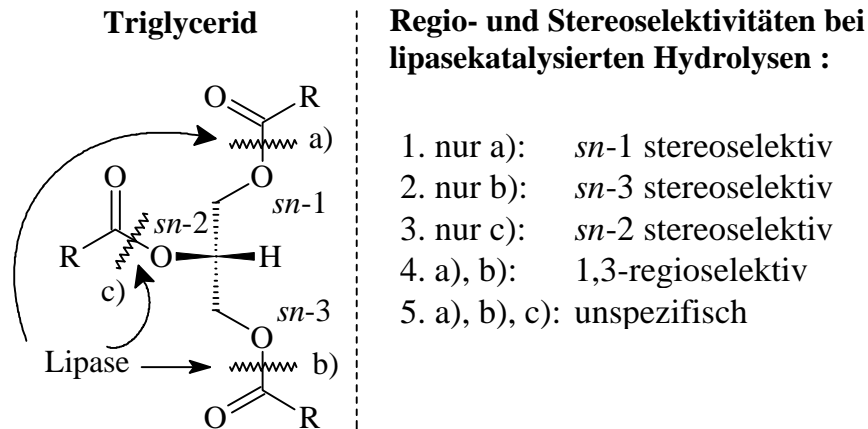 Triglycerid
O
R
a)
O
O
sn-1
sn-2
R
O
H
c)
sn-3
O
Lipase
b)
O
R
Regio- und Stereoselektivitäten bei
lipasekatalysierten Hydrolysen :
1. nur a): sn-1 stereoselektiv
2. nur b): sn-3 stereoselektiv
3. nur c): sn-2 stereoselektiv
4. a), b): 1,3-regioselektiv
5. a), b), c): unspezifisch